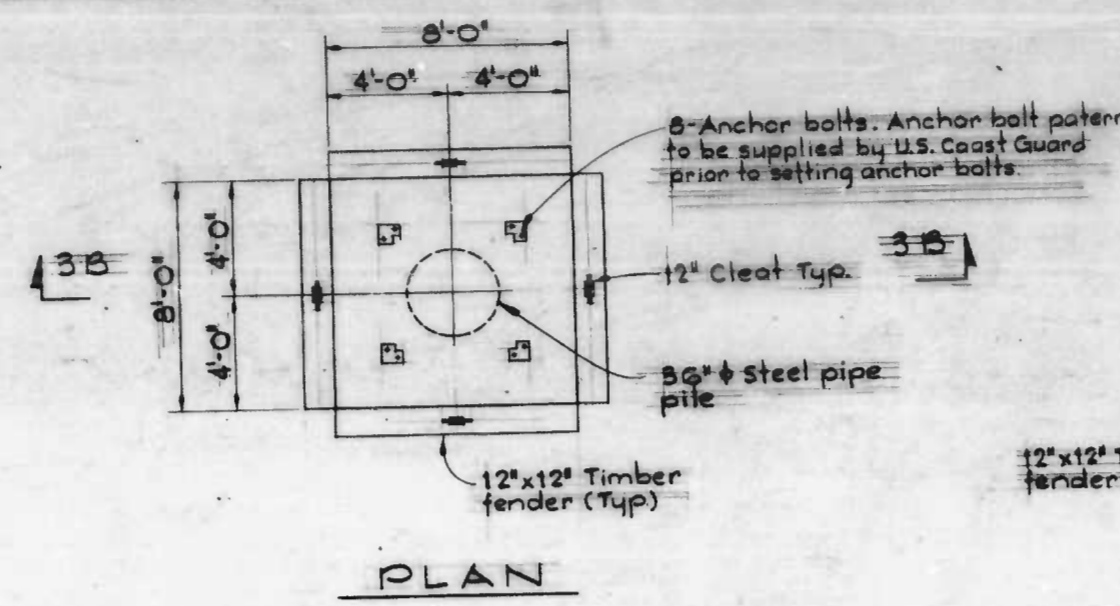 8'-0"
4'-0" 4'-0"
8-Anchor bolts. Anchor bolt patern
to be supplied by U.S. Coast Guard
prior to setting anchor bolts.
3B
8'-0"
4'-0"
4'-0"
3B
12" Cleat Typ.
36" ϕ Steel pipe
pile
12"x12" Timber
fender (Typ.)
12"x12"
fender
PLAN